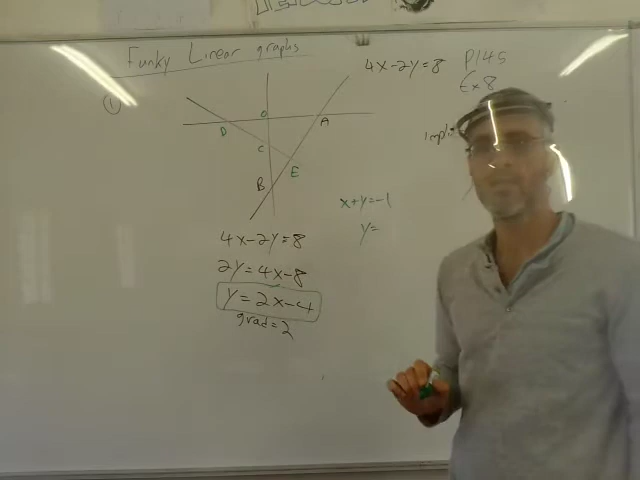 Funky Linear graphs
4x-2y=8
P145
Ex 8
①
O
A
D
C
E
B
x+y=-1
y=
4x-2y=8
2y=4x-8
y=2x-4
grad=2